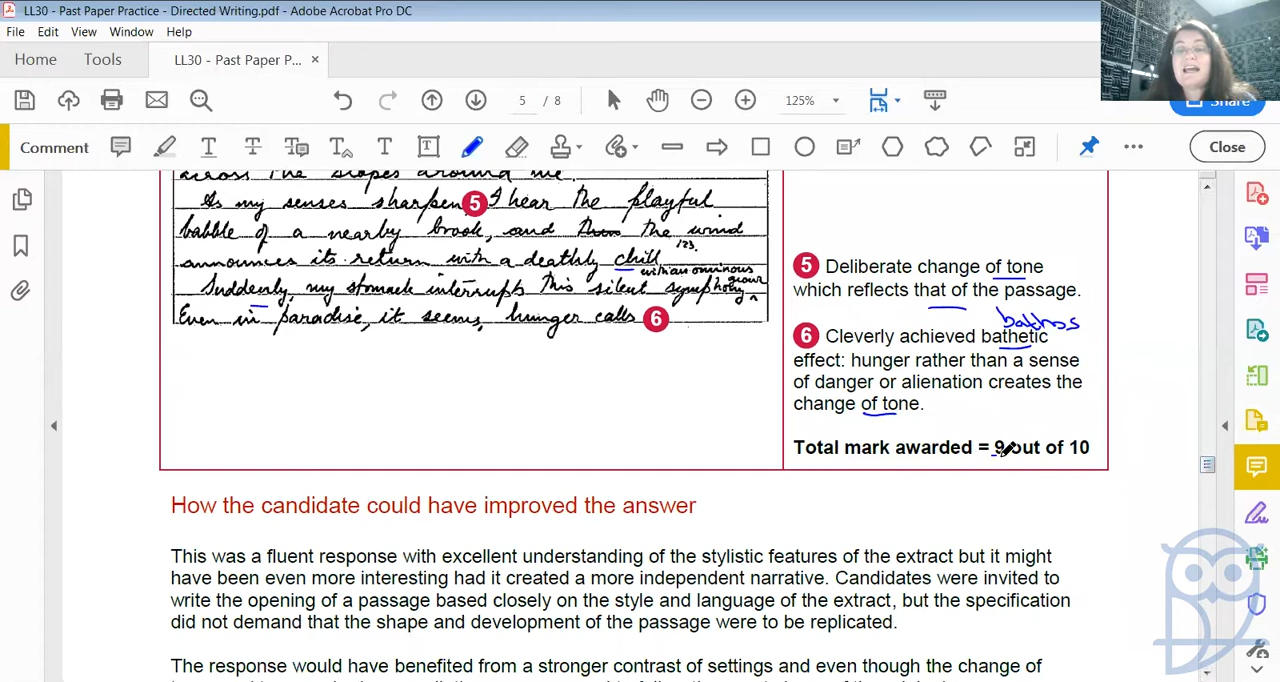 LL30 - Past Paper Practice - Directed Writing.pdf - Adobe Acrobat Pro DC
File Edit View Window Help
Home Tools LL30 - Past Paper P... ×
5 / 8 125% Share
Comment Close
across the slopes around me.
As my senses sharpen, 5 I hear the playful
babble of a nearby brook, and the wind
123.
announces its return with a deathly chill
with an ominous
growl
Suddenly, my stomach interrupts this silent symphony
Even in paradise, it seems, hunger calls 6
5 Deliberate change of tone
which reflects that of the passage.
bathos
6 Cleverly achieved bathetic
effect: hunger rather than a sense
of danger or alienation creates the
change of tone.
Total mark awarded = 9 out of 10
How the candidate could have improved the answer
This was a fluent response with excellent understanding of the stylistic features of the extract but it might
have been even more interesting had it created a more independent narrative. Candidates were invited to
write the opening of a passage based closely on the style and language of the extract, but the specification
did not demand that the shape and development of the passage were to be replicated.
The response would have benefited from a stronger contrast of settings and even though the change of